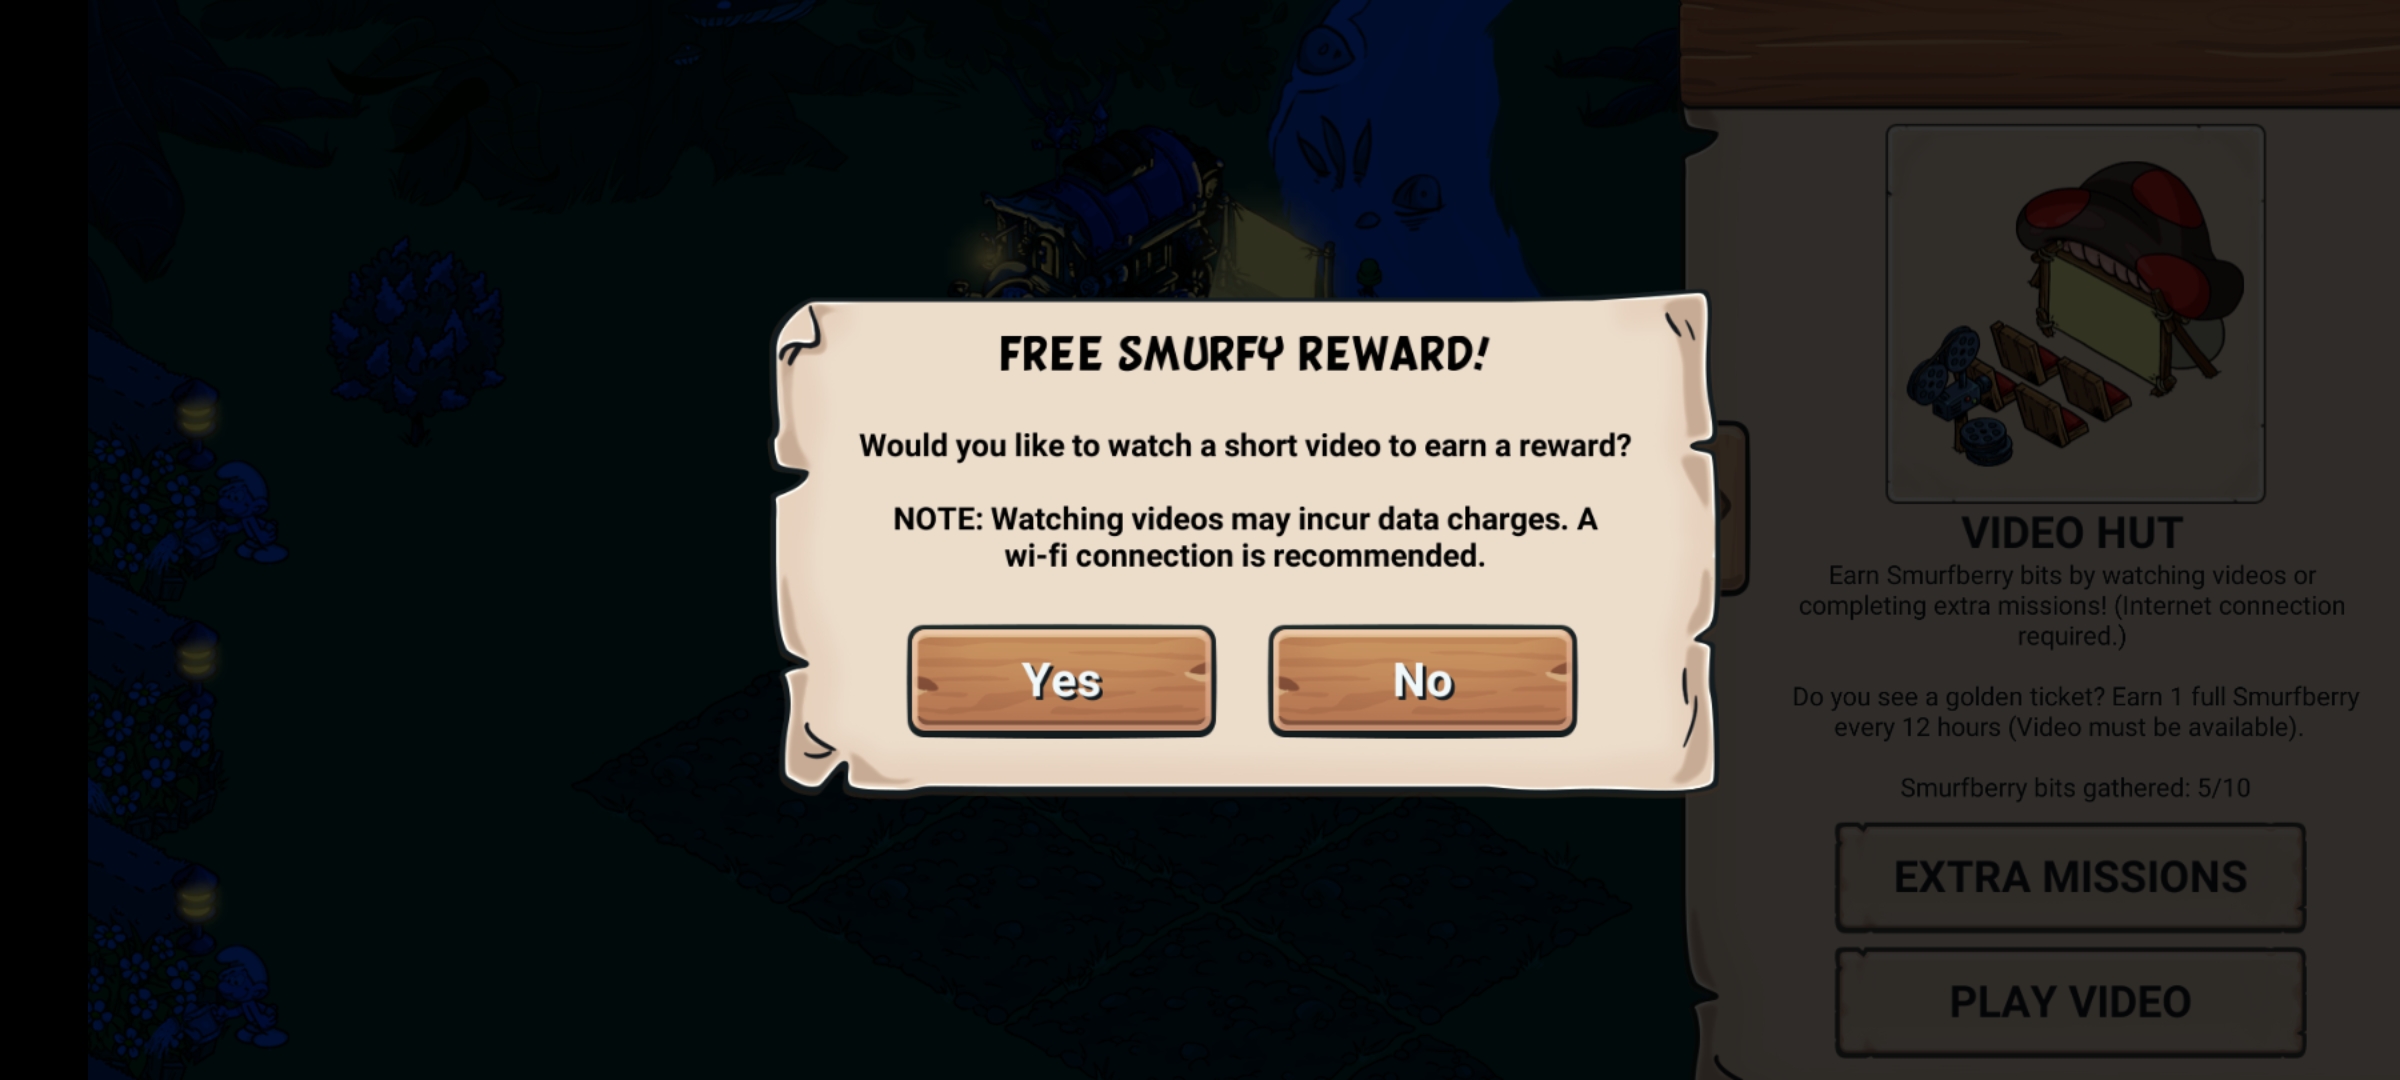 FREE SMURFY REWARD!
Would you like to watch a short video to earn a reward?
NOTE: Watching videos may incur data charges. A
wi-fi connection is recommended.
Yes
No
VIDEO HUT
Earn Smurfberry bits by watching videos or
completing extra missions! (Internet connection
required.)
Do you see a golden ticket? Earn 1 full Smurfberry
every 12 hours (Video must be available).
Smurfberry bits gathered: 5/10
EXTRA MISSIONS
PLAY VIDEO